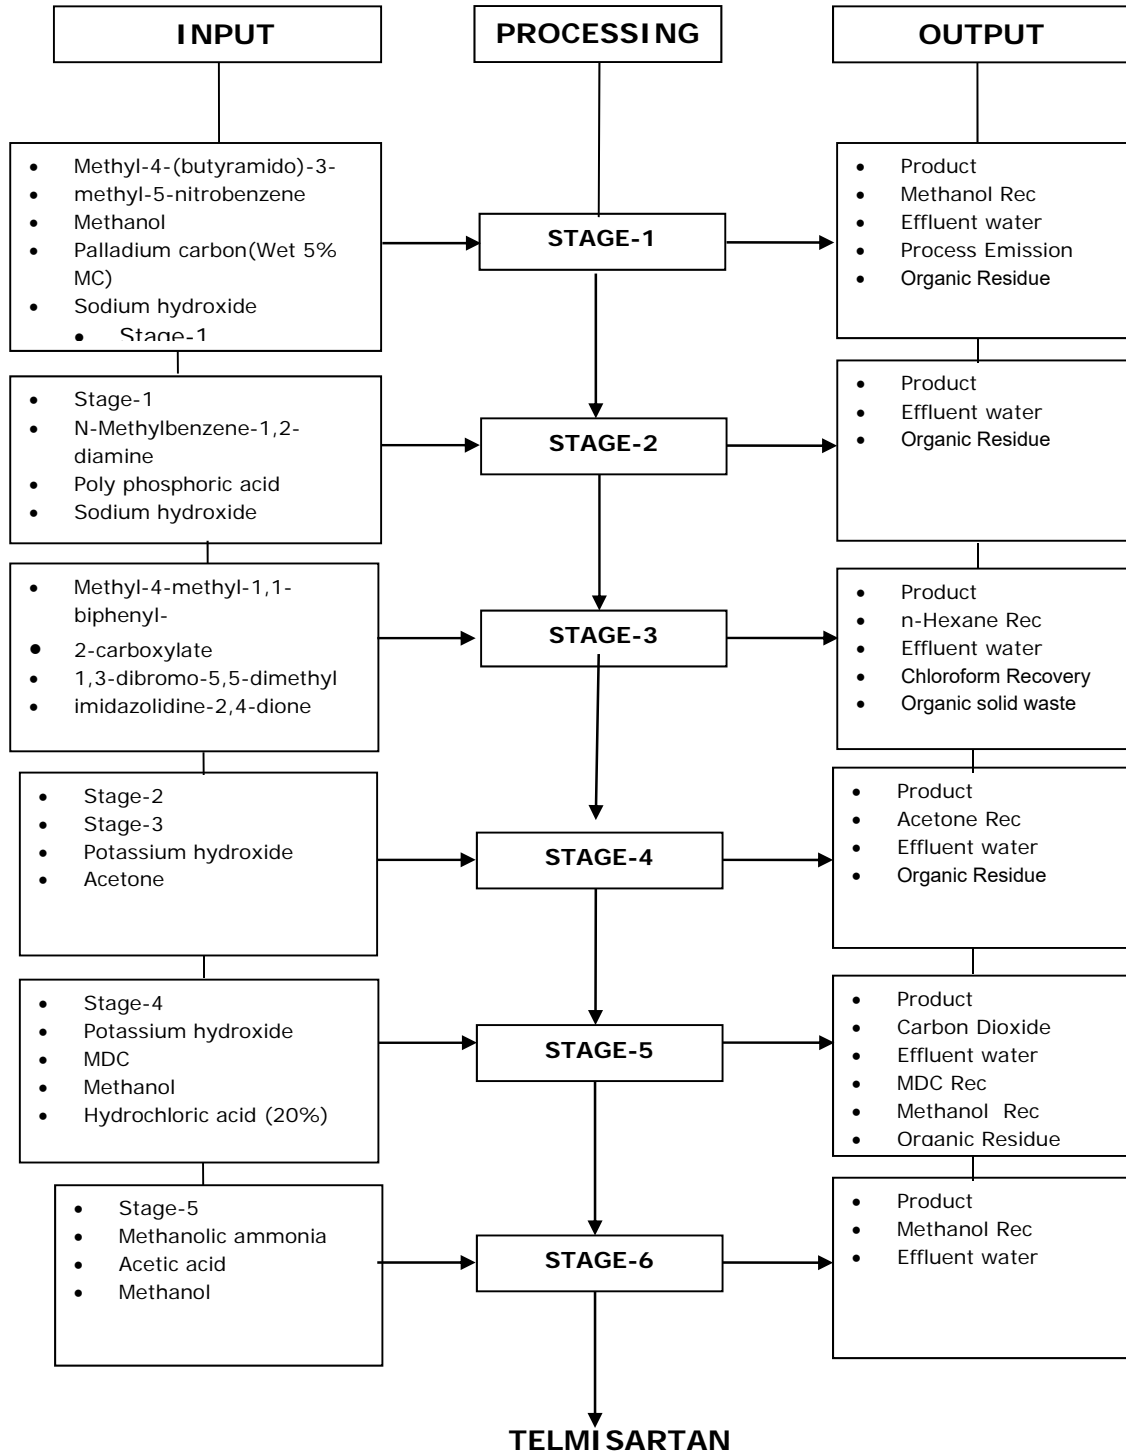 INPUT
PROCESSING
OUTPUT
• Methyl-4-(butyramido)-3-
• methyl-5-nitrobenzene
• Methanol
• Palladium carbon(Wet 5%
MC)
• Sodium hydroxide
• Stage-1
STAGE-1
• Product
• Methanol Rec
• Effluent water
• Process Emission
• Organic Residue
• Stage-1
• N-Methylbenzene-1,2-
diamine
• Poly phosphoric acid
• Sodium hydroxide
STAGE-2
• Product
• Effluent water
• Organic Residue
• Methyl-4-methyl-1,1-
biphenyl-
• 2-carboxylate
• 1,3-dibromo-5,5-dimethyl
• imidazolidine-2,4-dione
STAGE-3
• Product
• n-Hexane Rec
• Effluent water
• Chloroform Recovery
• Organic solid waste
• Stage-2
• Stage-3
• Potassium hydroxide
• Acetone
STAGE-4
• Product
• Acetone Rec
• Effluent water
• Organic Residue
• Stage-4
• Potassium hydroxide
• MDC
• Methanol
• Hydrochloric acid (20%)
STAGE-5
• Product
• Carbon Dioxide
• Effluent water
• MDC Rec
• Methanol Rec
• Organic Residue
• Stage-5
• Methanolic ammonia
• Acetic acid
• Methanol
STAGE-6
• Product
• Methanol Rec
• Effluent water
TELMISARTAN